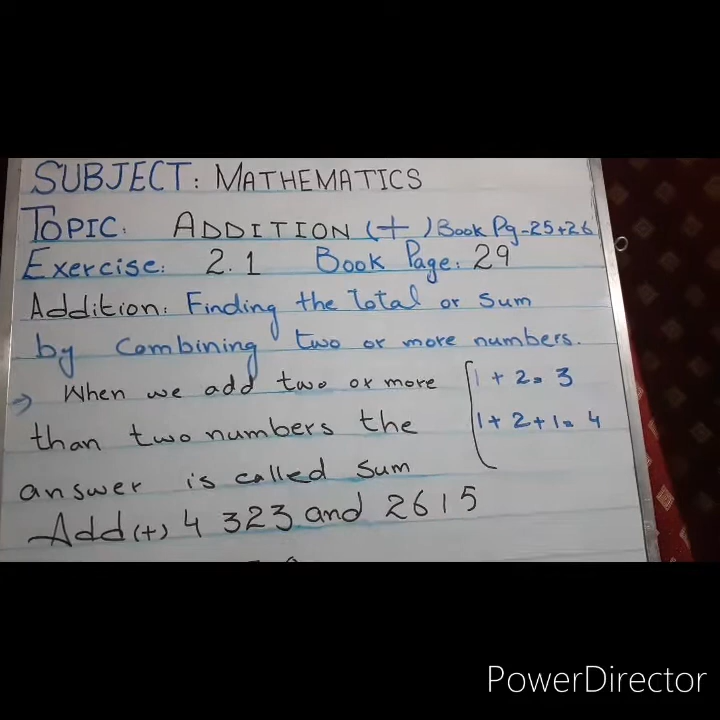 SUBJECT: MATHEMATICS
TOPIC: ADDITION (+) Book Pg-25+26
Exercise: 2.1 Book Page: 29
Addition: Finding the total or sum
by combining two or more numbers.
→ When we add two or more 1 + 2 = 3
than two numbers the 1 + 2 + 1 = 4
answer is called sum
Add (+) 4 323 and 2615
PowerDirector